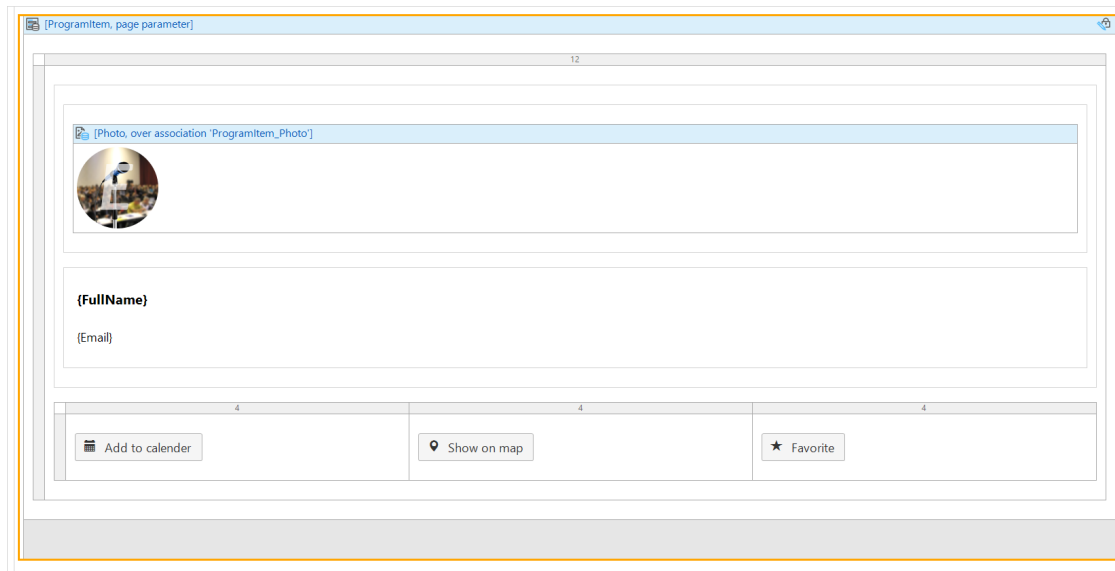 [ProgramItem, page parameter]
12
[Photo, over association 'ProgramItem_Photo']
{FullName}
{Email}
4 4 4
Add to calender Show on map Favorite